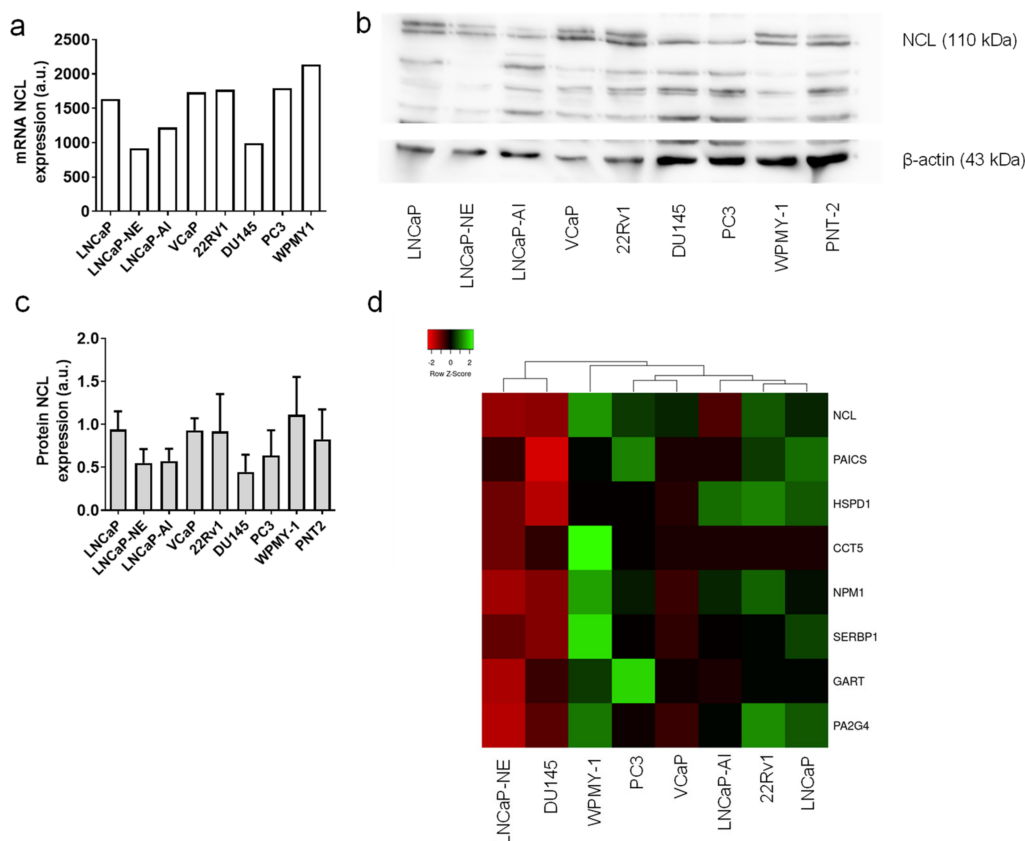 a
mRNA NCL
expression (a.u.)
2500
2000
1500
1000
500
0
LNCaP
LNCaP-NE
LNCaP-AI
VCaP
22RV1
DU145
PC3
WPMY1
b
NCL (110 kDa)
β-actin (43 kDa)
LNCaP
LNCaP-NE
LNCaP-AI
VCaP
22Rv1
DU145
PC3
WPMY-1
PNT-2
c
Protein NCL
expression (a.u.)
2.0
1.5
1.0
0.5
0.0
LNCaP
LNCaP-NE
LNCaP-AI
VCaP
22Rv1
DU145
PC3
WPMY-1
PNT2
d
-2 0 2
Row Z-Score
NCL
PAICS
HSPD1
CCT5
NPM1
SERBP1
GART
PA2G4
LNCaP-NE
DU145
WPMY-1
PC3
VCaP
LNCaP-AI
22Rv1
LNCaP